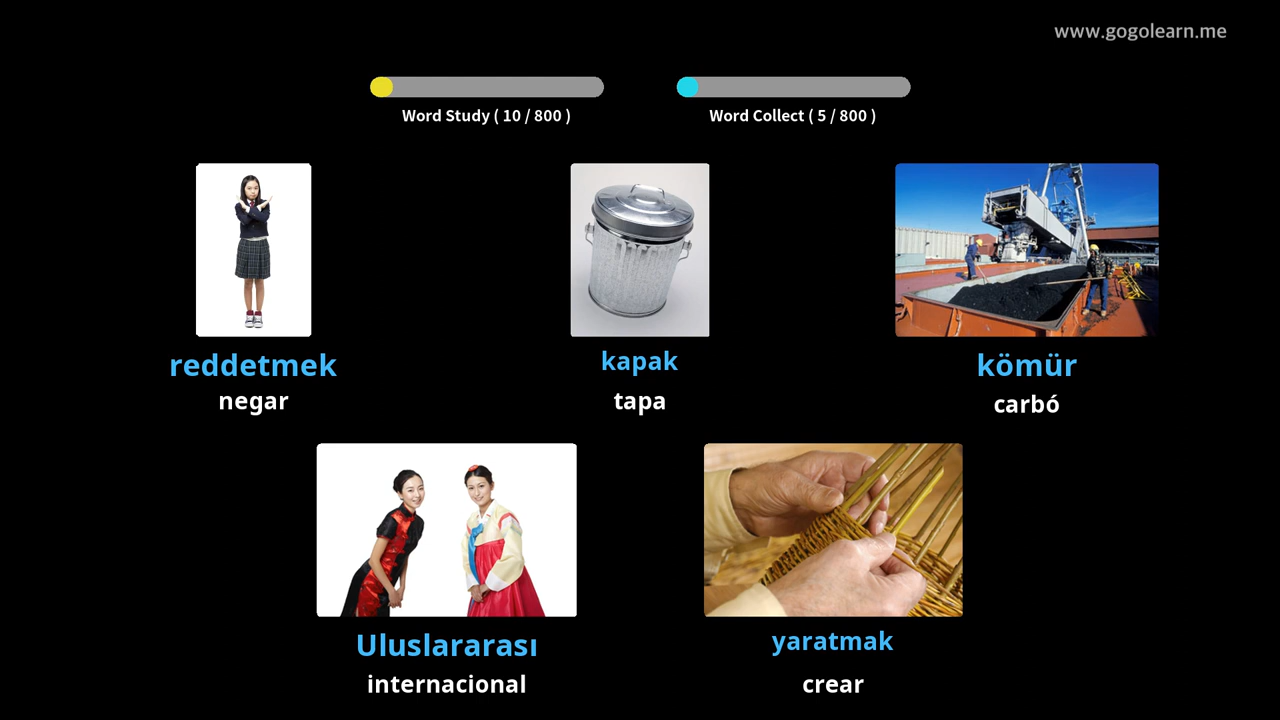 www.gogolearn.me
Word Study ( 10 / 800 )
Word Collect ( 5 / 800 )
reddetmek
negar
kapak
tapa
kömür
carbó
Uluslararası
internacional
yaratmak
crear